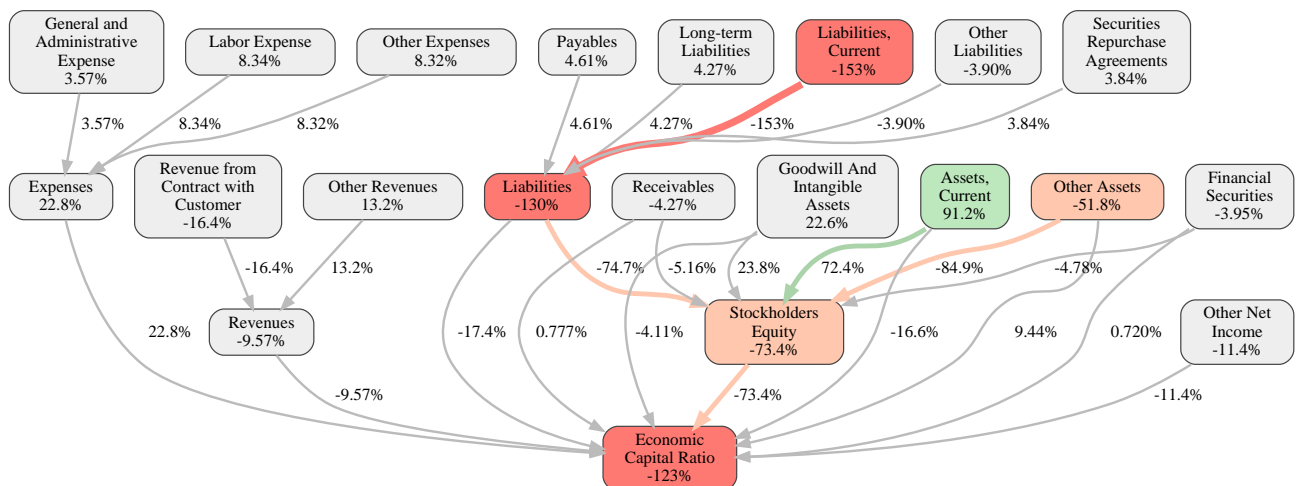 General and
Administrative
Expense
3.57%
Labor Expense
8.34%
Other Expenses
8.32%
Payables
4.61%
Long-term
Liabilities
4.27%
Liabilities,
Current
-153%
Other
Liabilities
-3.90%
Securities
Repurchase
Agreements
3.84%
3.57%
8.34%
8.32%
4.61%
4.27%
-153%
-3.90%
3.84%
Expenses
22.8%
Revenue from
Contract with
Customer
-16.4%
Other Revenues
13.2%
Liabilities
-130%
Receivables
-4.27%
Goodwill And
Intangible
Assets
22.6%
Assets,
Current
91.2%
Other Assets
-51.8%
Financial
Securities
-3.95%
-16.4%
13.2%
-74.7%
-5.16%
23.8%
72.4%
-84.9%
-4.78%
22.8%
Revenues
-9.57%
-17.4%
0.777%
-4.11%
Stockholders
Equity
-73.4%
-16.6%
9.44%
0.720%
Other Net
Income
-11.4%
-9.57%
-73.4%
-11.4%
Economic
Capital Ratio
-123%